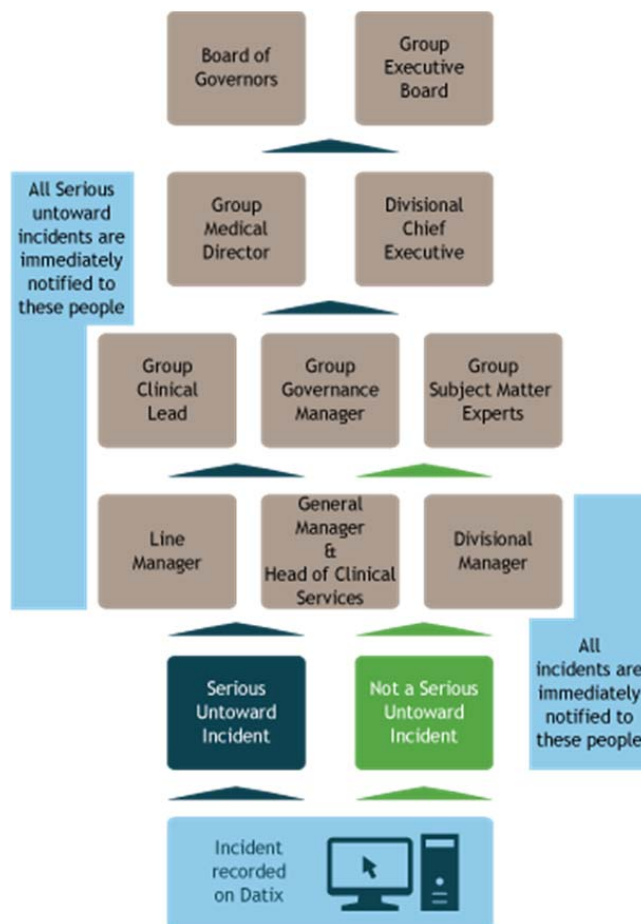 Board of
Governors
Group
Executive
Board
All Serious
untoward
incidents are
immediately
notified to
these people
Group
Medical
Director
Divisional
Chief
Executive
Group
Clinical
Lead
Group
Governance
Manager
Group
Subject Matter
Experts
Line
Manager
General
Manager
&
Head of Clinical
Services
Divisional
Manager
All
incidents are
immediately
notified to
these people
Serious
Untoward
Incident
Not a Serious
Untoward
Incident
Incident
recorded
on Datix